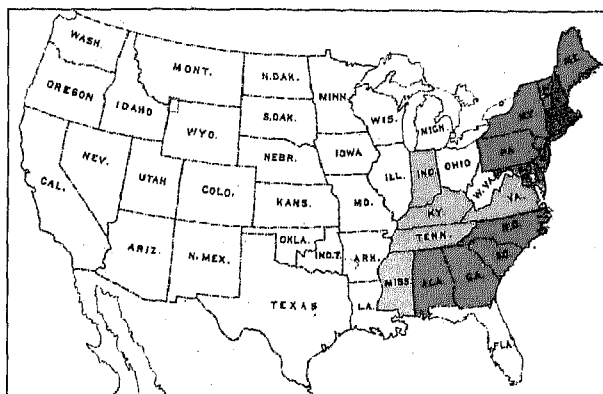 WASH.
MONT.
N.DAK.
MINN.
ME.
OREGON
IDAHO
S.DAK.
WIS.
MICH.
N.Y.
WYO.
NEBR.
IOWA
PA.
NEV.
UTAH
COLO.
KANS.
MO.
ILL.
IND.
OHIO
W.VA.
VA.
CAL.
KY.
ARIZ.
N.MEX.
OKLA.
IND.T.
ARK.
TENN.
N.C.
S.C.
TEXAS
LA.
MISS.
ALA.
GA.
FLA.